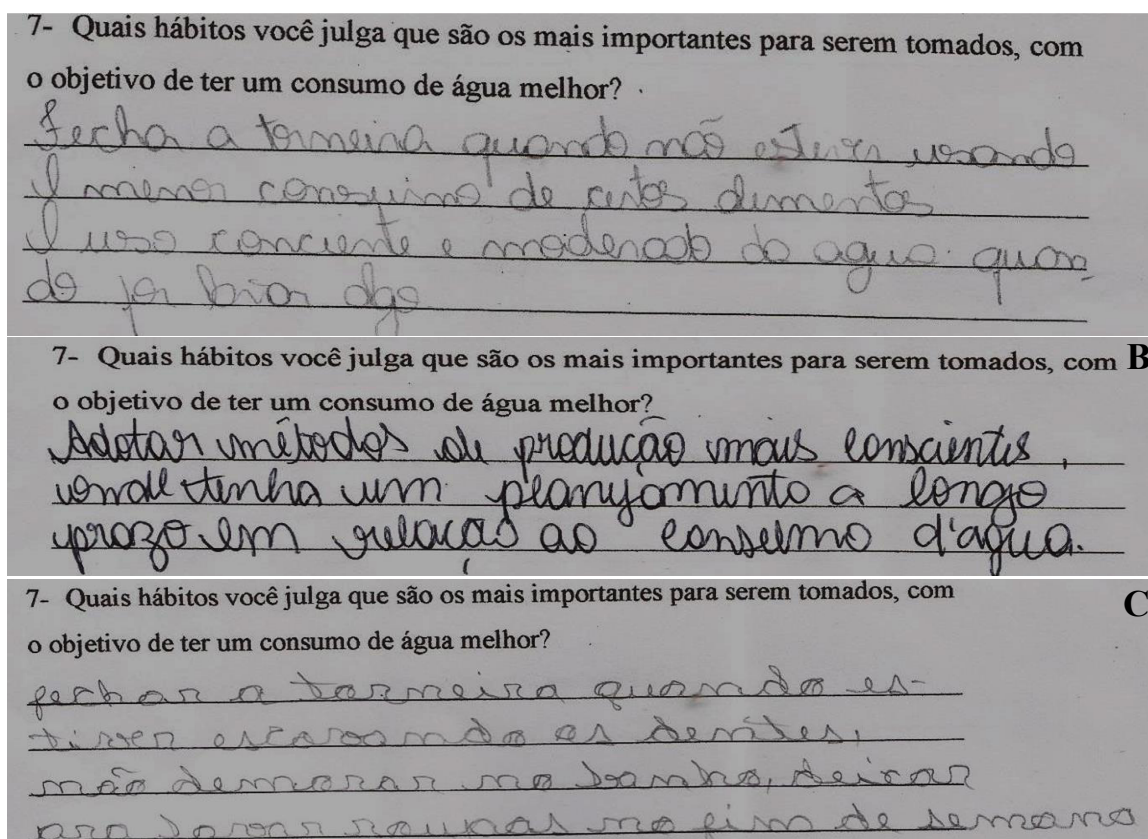 7- Quais hábitos você julga que são os mais importantes para serem tomados, com
o objetivo de ter um consumo de água melhor?
Fecha a torneira quando não estiver usando
O menor consumo de certos alimentos
O uso conciente e moderado da agua quan
do for lavar algo
7- Quais hábitos você julga que são os mais importantes para serem tomados, com B
o objetivo de ter um consumo de água melhor?
Adotar métodos de produção mais conscientes,
onde tenha um planejamento a longo
prazo em relação ao consumo d'agua.
7- Quais hábitos você julga que são os mais importantes para serem tomados, com
C
o objetivo de ter um consumo de água melhor?
fechar a torneira quando es-
tiver escovando os dentes,
não demorar no banho, deixar
pra lavar roupas no fim de semana